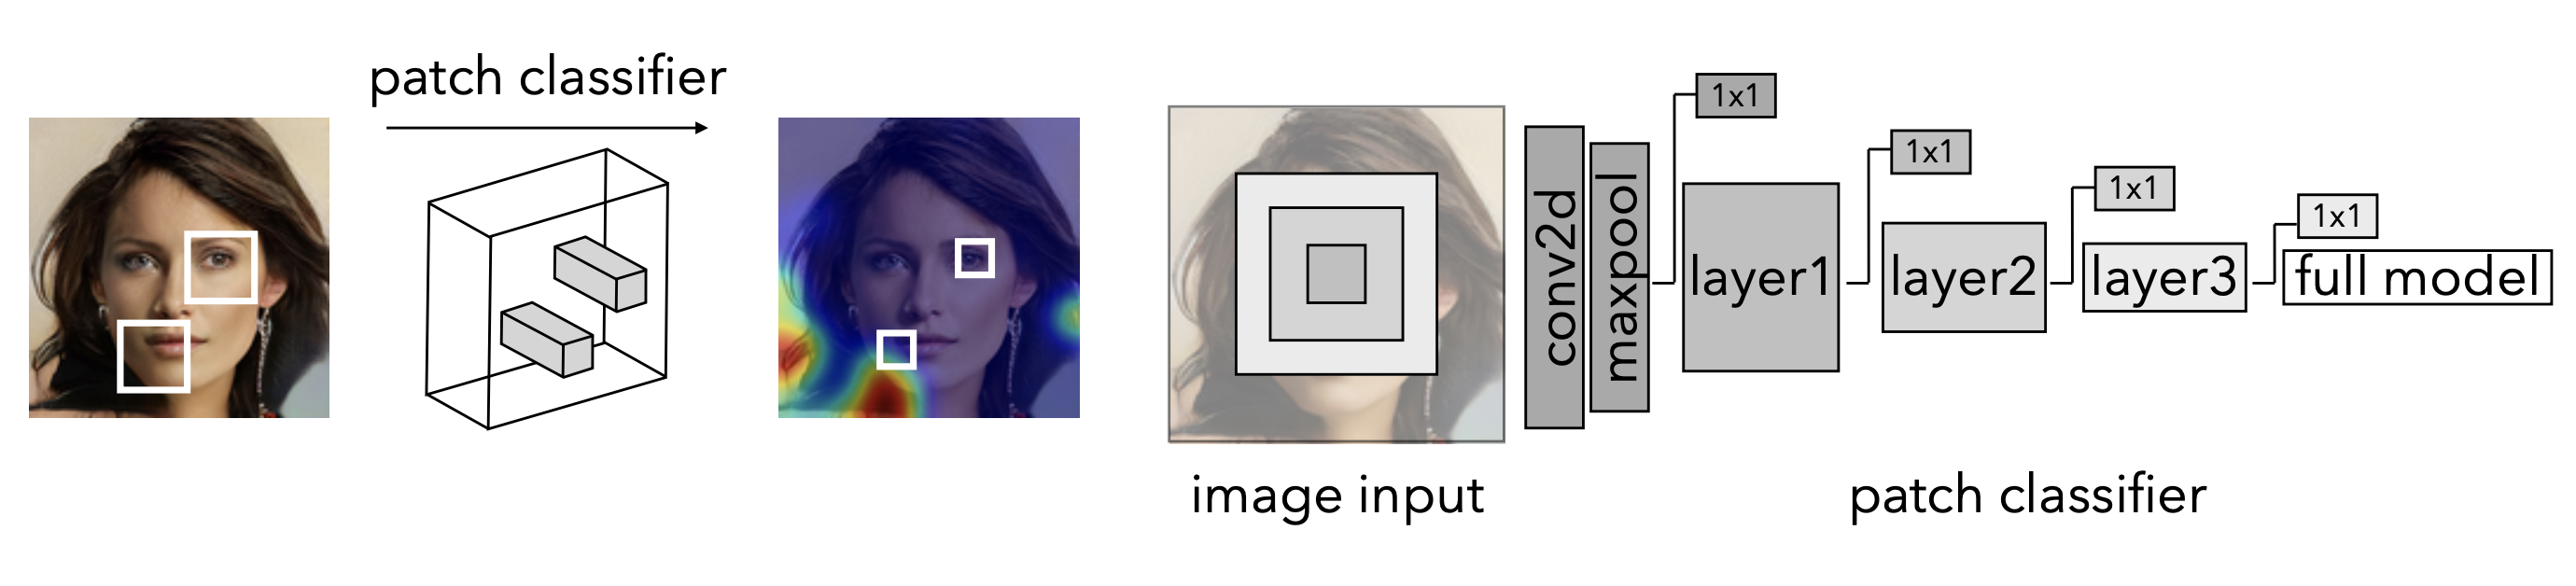 patch classifier
image input
conv2d
maxpool
1x1
layer1
1x1
layer2
1x1
layer3
1x1
full model
patch classifier